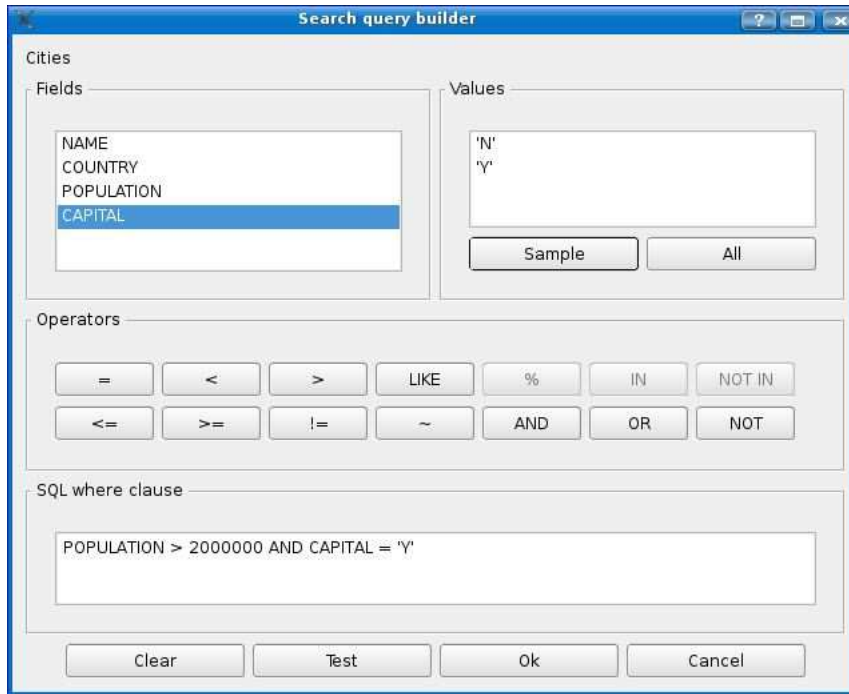 Search query builder
?
Cities
Fields
Values
NAME
COUNTRY
POPULATION
CAPITAL
'N'
'Y'
Sample All
Operators
= < > LIKE % IN NOT IN
<= >= != ~ AND OR NOT
SQL where clause
POPULATION > 2000000 AND CAPITAL = 'Y'
Clear Test Ok Cancel